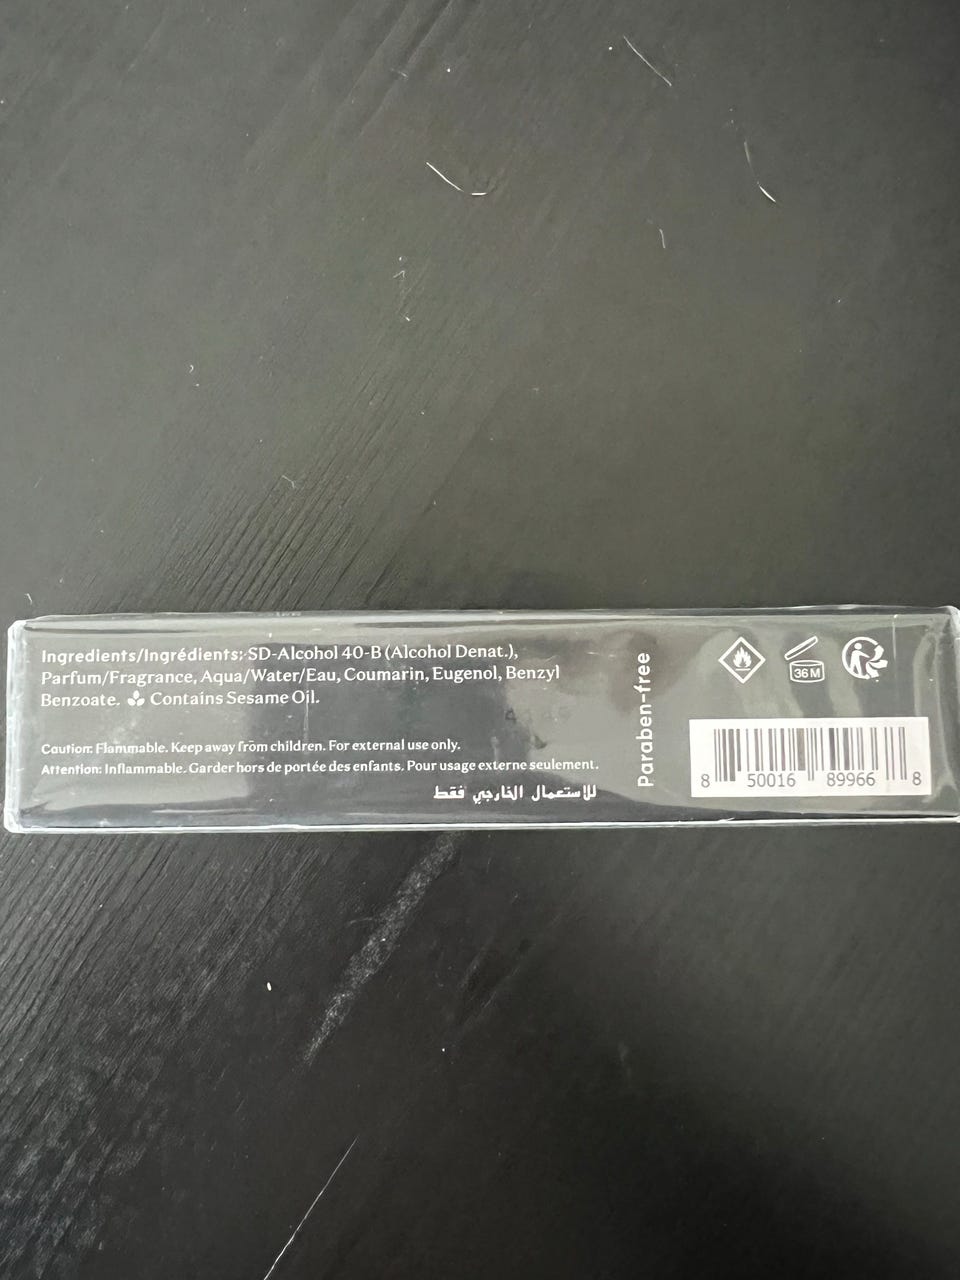 Ingredients/Ingrédients: SD-Alcohol 40-B (Alcohol Denat.),
Parfum/Fragrance, Aqua/Water/Eau, Coumarin, Eugenol, Benzyl
Benzoate. Contains Sesame Oil.
Caution: Flammable. Keep away from children. For external use only.
Attention: Inflammable. Garder hors de portée des enfants. Pour usage externe seulement.
للاستعمال الخارجي فقط
Paraben-free
36 M
8 50016 89966 8